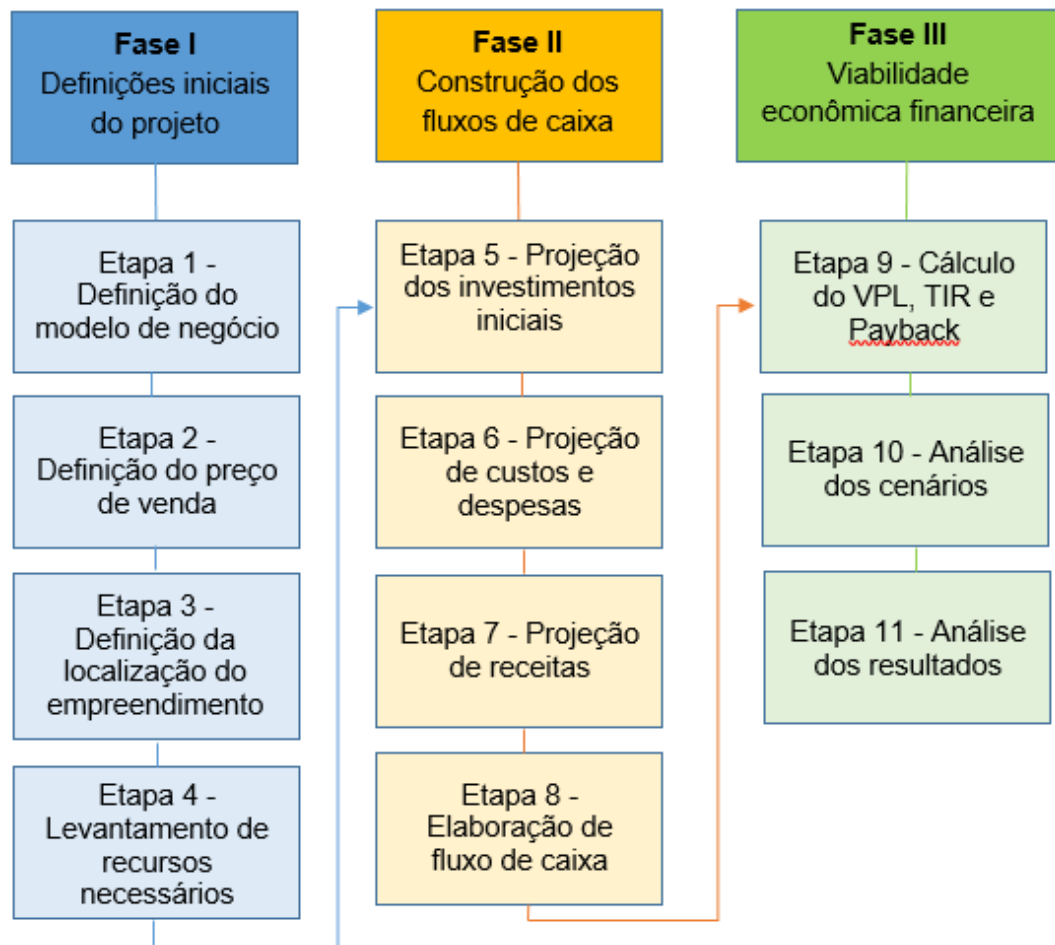 Fase I
Definições iniciais
do projeto
Etapa 1 -
Definição do
modelo de negócio
Etapa 2 -
Definição do preço
de venda
Etapa 3 -
Definição da
localização do
empreendimento
Etapa 4 -
Levantamento de
recursos
necessários
Fase II
Construção dos
fluxos de caixa
Etapa 5 - Projeção
dos investimentos
iniciais
Etapa 6 - Projeção
de custos e
despesas
Etapa 7 - Projeção
de receitas
Etapa 8 -
Elaboração de
fluxo de caixa
Fase III
Viabilidade
econômica financeira
Etapa 9 - Cálculo
do VPL, TIR e
Payback
Etapa 10 - Análise
dos cenários
Etapa 11 - Análise
dos resultados